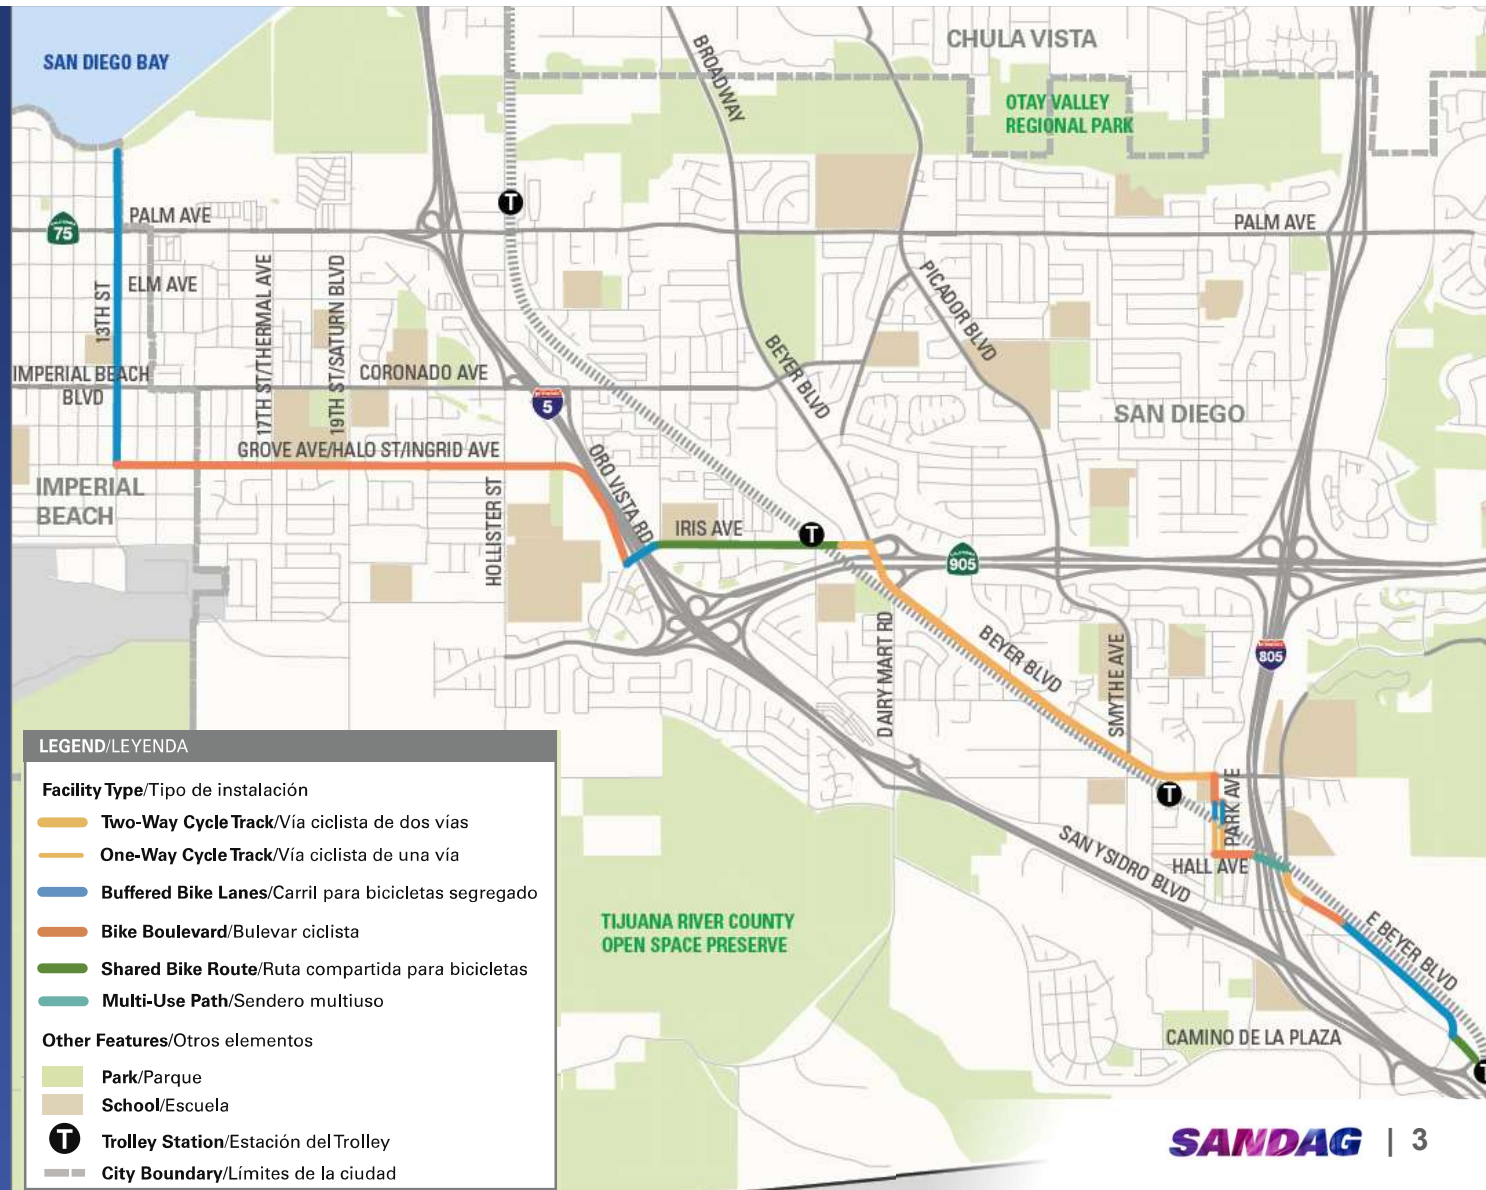 SAN DIEGO BAY
CHULA VISTA
BROADWAY
OTAY VALLEY
REGIONAL PARK
T
PALM AVE
75
PALM AVE
ELM AVE
13TH ST
17TH ST/THERMAL AVE
19TH ST/SATURN BLVD
PICADOR BLVD
BEYER BLVD
IMPERIAL BEACH
BLVD
CORONADO AVE
5
SAN DIEGO
GROVE AVE/HALO ST/INGRID AVE
ORO VISTA RD
IMPERIAL
BEACH
HOLLISTER ST
IRIS AVE
T
905
BEYER BLVD
DAIRY MART RD
SMYTHE AVE
805
T
PARK AVE
HALL AVE
SAN YSIDRO BLVD
E BEYER BLVD
TIJUANA RIVER COUNTY
OPEN SPACE PRESERVE
CAMINO DE LA PLAZA
T
LEGEND/LEYENDA
Facility Type/Tipo de instalación
Two-Way Cycle Track/Vía ciclista de dos vías
One-Way Cycle Track/Vía ciclista de una vía
Buffered Bike Lanes/Carril para bicicletas segregado
Bike Boulevard/Bulevar ciclista
Shared Bike Route/Ruta compartida para bicicletas
Multi-Use Path/Sendero multiuso
Other Features/Otros elementos
Park/Parque
School/Escuela
T Trolley Station/Estación del Trolley
City Boundary/Límites de la ciudad
SANDAG | 3